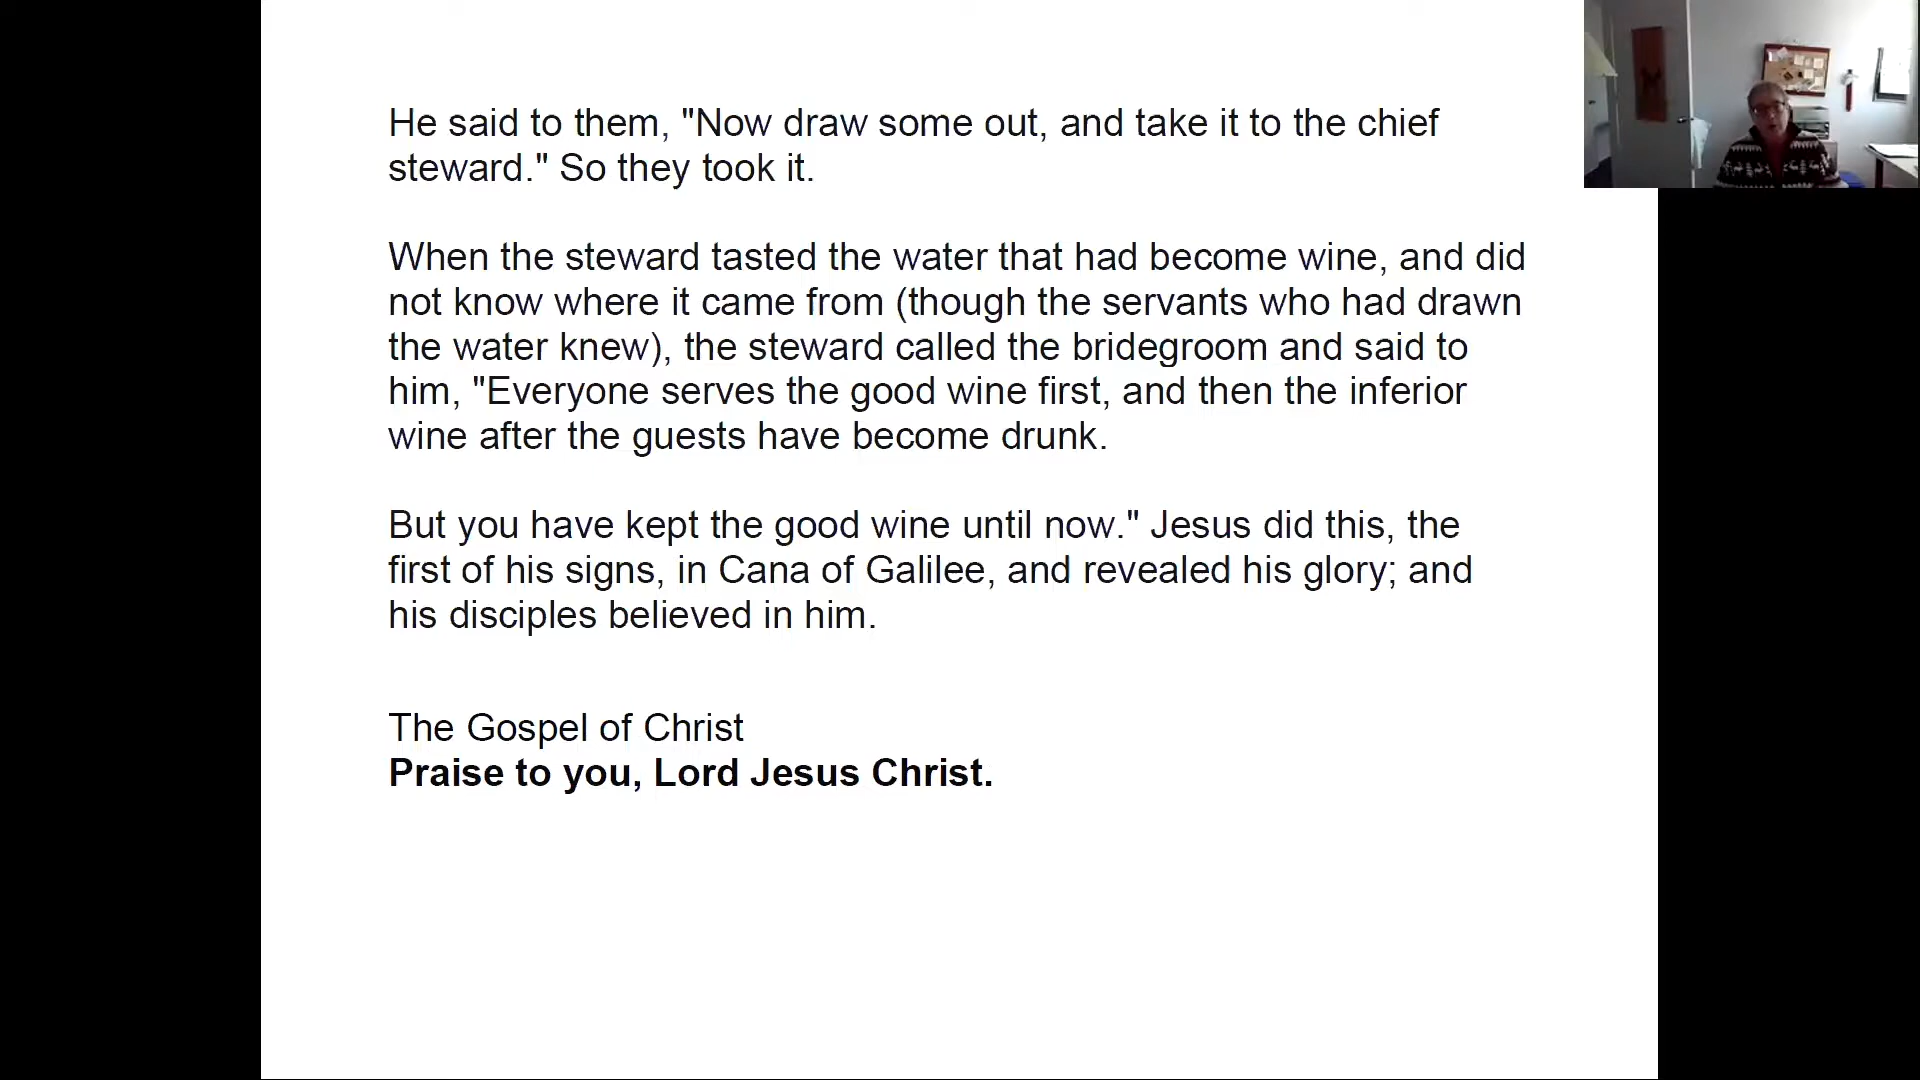 He said to them, "Now draw some out, and take it to the chief
steward." So they took it.
When the steward tasted the water that had become wine, and did
not know where it came from (though the servants who had drawn
the water knew), the steward called the bridegroom and said to
him, "Everyone serves the good wine first, and then the inferior
wine after the guests have become drunk.
But you have kept the good wine until now." Jesus did this, the
first of his signs, in Cana of Galilee, and revealed his glory; and
his disciples believed in him.
The Gospel of Christ
Praise to you, Lord Jesus Christ.